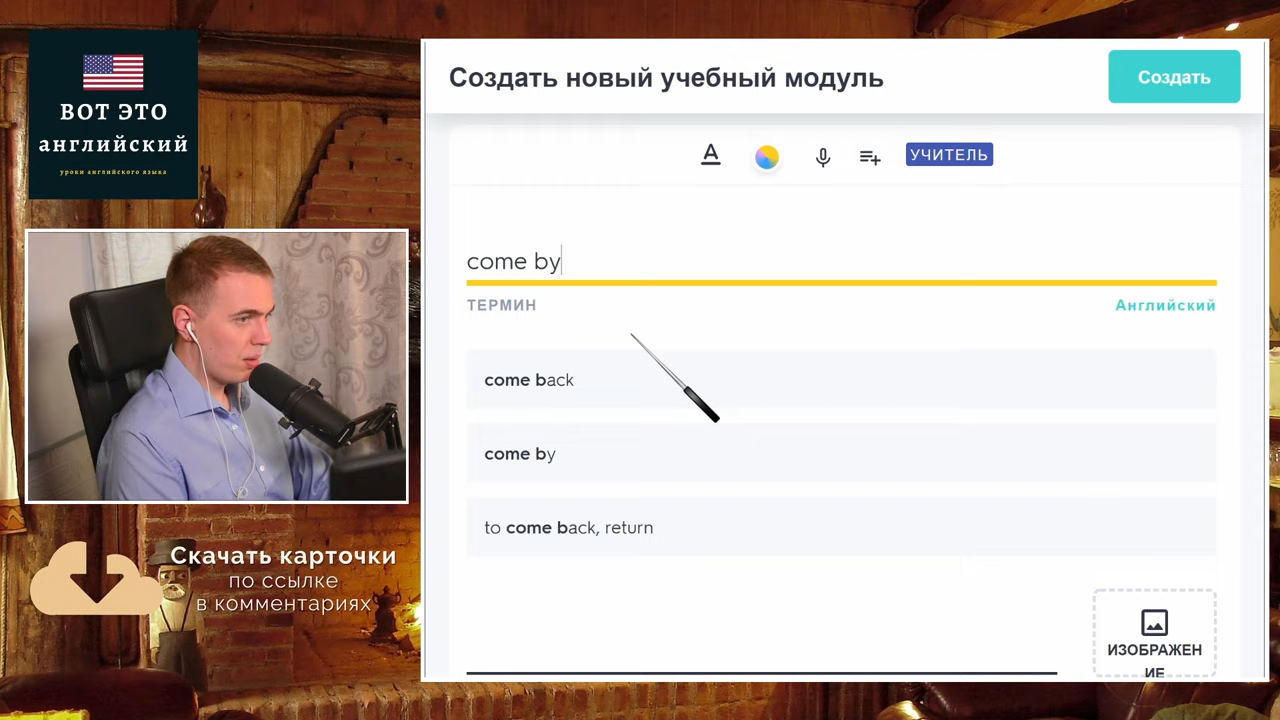 ВОТ ЭТО
английский
уроки английского языка
Скачать карточки
по ссылке
в комментариях
Создать новый учебный модуль
Создать
A
УЧИТЕЛЬ
come by
ТЕРМИН
Английский
come back
come by
to come back, return
ИЗОБРАЖЕН
ИЕ